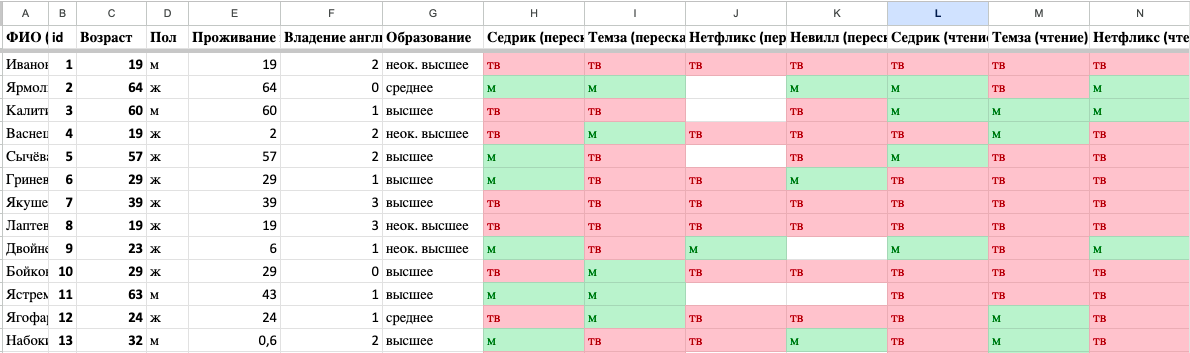 A B C D E F G H I J K L M N
ФИО ( id Возраст Пол Проживание Владение англи Образование Седрик (переск Темза (переска Нетфликс (пер Невилл (перес Седрик (чтени Темза (чтение) Нетфликс (чте
Иванов 1 19 м 19 2 неок. высшее тв тв тв тв тв тв тв
Ярмол 2 64 ж 64 0 среднее м м м м тв м
Калити 3 60 м 60 1 высшее тв тв тв м м м
Васнец 4 19 ж 2 2 неок. высшее тв м тв тв тв м тв
Сычёва 5 57 ж 57 2 высшее м тв тв м тв тв
Гринев 6 29 ж 29 1 высшее м тв тв м тв тв тв
Якуше 7 39 ж 39 3 высшее тв тв тв тв тв тв тв
Лаптев 8 19 ж 19 3 неок. высшее тв тв тв тв тв тв тв
Двойне 9 23 ж 6 1 неок. высшее м тв м м тв м
Бойков 10 29 ж 29 0 высшее тв м тв тв тв тв тв
Ястрем 11 63 м 43 1 высшее м м тв тв тв
Ягофар 12 24 ж 24 1 среднее тв м тв тв тв м тв
Набоки 13 32 м 0,6 2 высшее м тв тв м тв тв тв